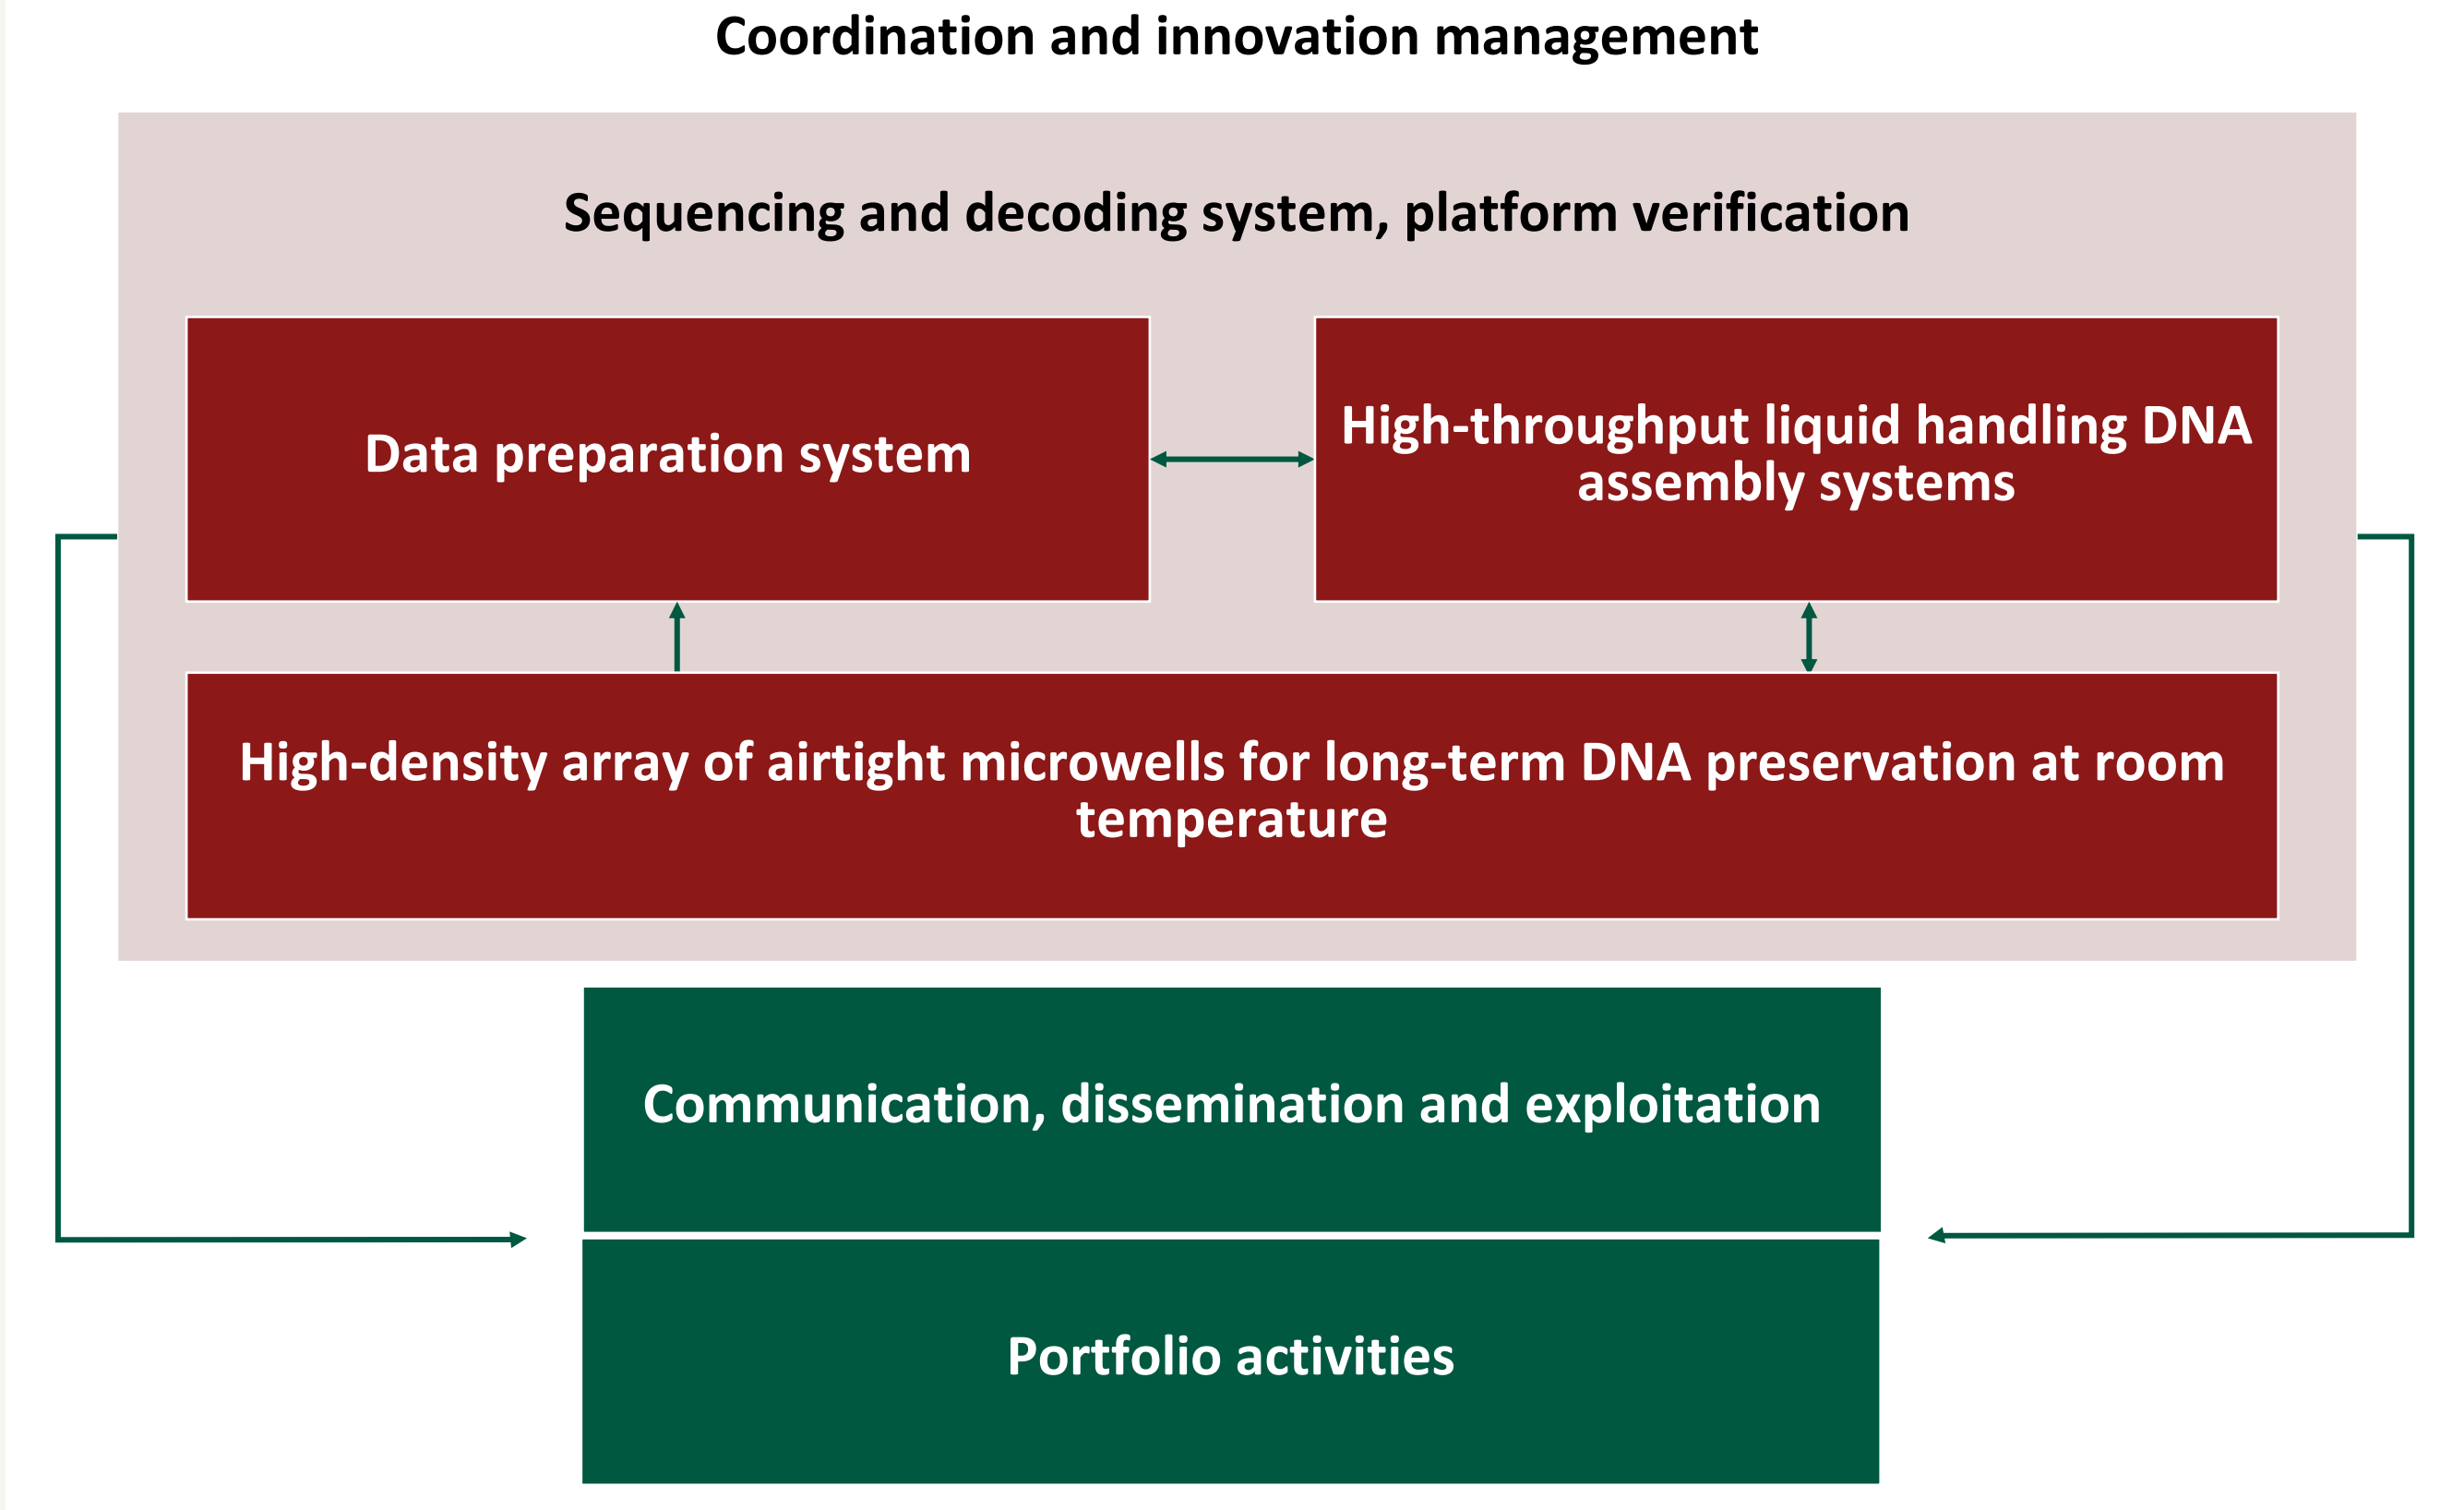 Coordination and innovation management
Sequencing and decoding system, platform verification
Data preparation system
High-throughput liquid handling DNA
assembly systems
High-density array of airtight microwells for long-term DNA preservation at room
temperature
Communication, dissemination and exploitation
Portfolio activities